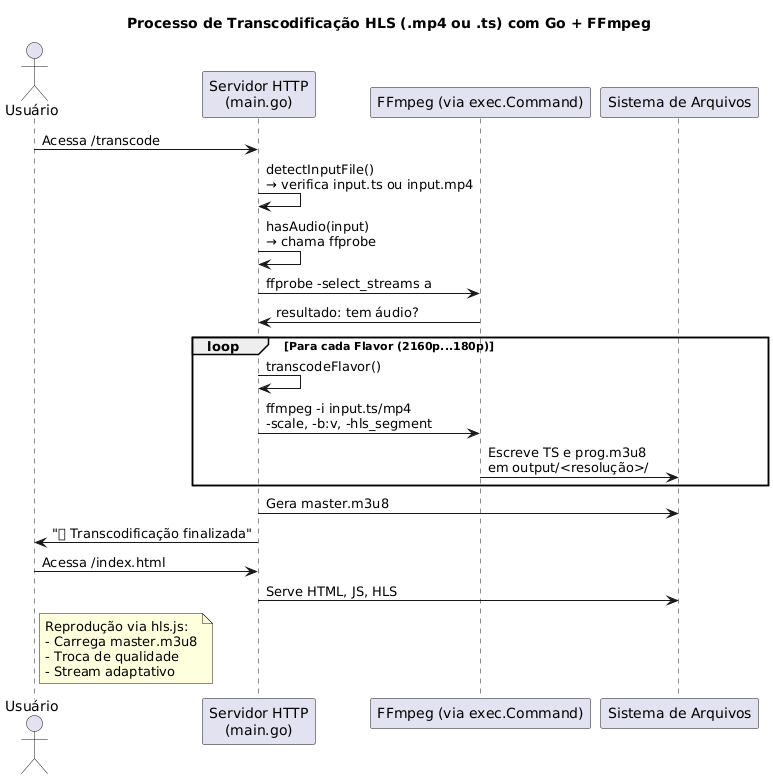 Processo de Transcodificação HLS (.mp4 ou .ts) com Go + FFmpeg
Usuário
Servidor HTTP
(main.go)
FFmpeg (via exec.Command)
Sistema de Arquivos
Acessa /transcode
detectInputFile()
→ verifica input.ts ou input.mp4
hasAudio(input)
→ chama ffprobe
ffprobe -select_streams a
resultado: tem áudio?
loop
[Para cada Flavor (2160p...180p)]
transcodeFlavor()
ffmpeg -i input.ts/mp4
-scale, -b:v, -hls_segment
Escreve TS e prog.m3u8
em output/<resolução>/
Gera master.m3u8
"▯ Transcodificação finalizada"
Acessa /index.html
Serve HTML, JS, HLS
Reprodução via hls.js:
- Carrega master.m3u8
- Troca de qualidade
- Stream adaptativo
Usuário
Servidor HTTP
(main.go)
FFmpeg (via exec.Command)
Sistema de Arquivos